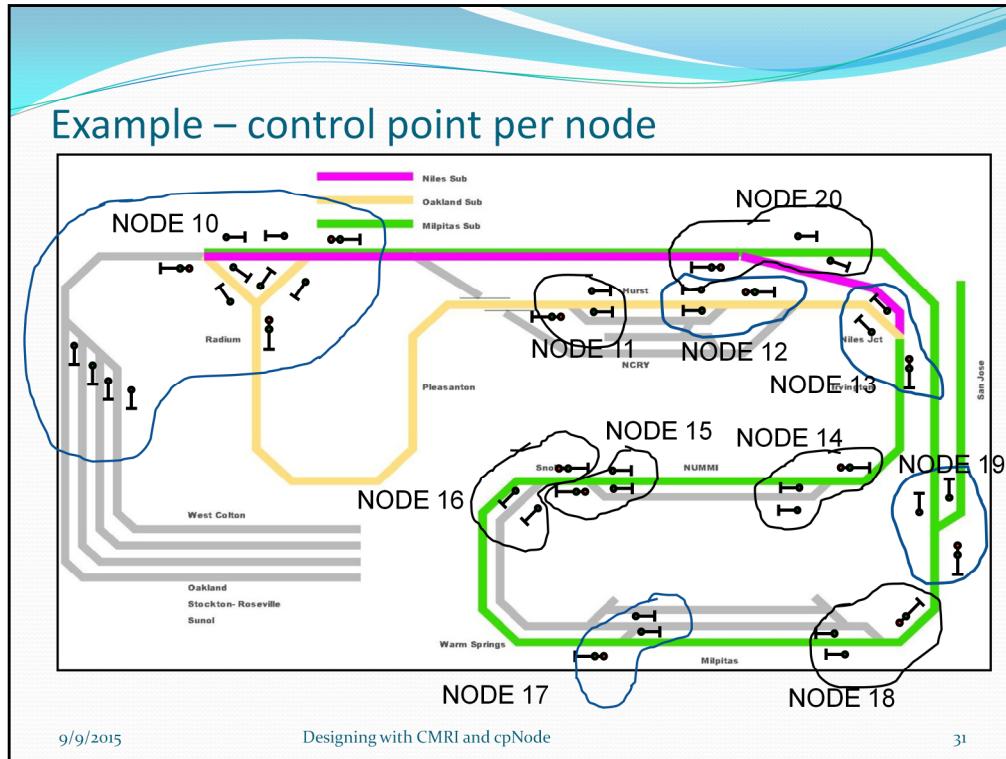 Example – control point per node
Niles Sub
Oakland Sub
Milpitas Sub
NODE 10
NODE 20
Hurst
Radium
NODE 11
NODE 12
Niles Jct
NCRY
NODE 13
Irvington
Pleasanton
San Jose
NODE 15
NODE 14
NODE 19
NUMMI
NODE 16
West Colton
Oakland
Stockton- Roseville
Sunol
Warm Springs
Milpitas
NODE 17
NODE 18
9/9/2015
Designing with CMRI and cpNode
31